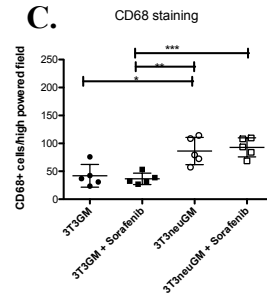 C.
CD68 staining
CD68+ cells/high powered field
250
200
150
100
50
0
***
**
*
3T3GM
3T3GM + Sorafenib
3T3neuGM
3T3neuGM + Sorafenib